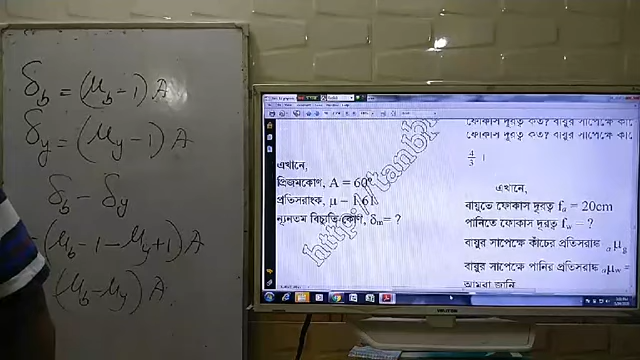 δb = (μb-1)A
δy = (μy-1)A
δb - δy
(μb-1-μy+1)A
(μb-μy)A
এখানে,
প্রিজমকোণ, A = 60°
প্রতিসরাংক, μ - 1.61
ন্যূনতম বিচ্যুতি কোণ, δm = ?
ফোকাস দূরত্ব কত? বায়ুর সাপেক্ষে
4/3 ।
এখানে,
বায়ুতে ফোকাস দূরত্ব fa = 20cm
পানিতে ফোকাস দূরত্ব fw = ?
বায়ুর সাপেক্ষে কাঁচের প্রতিসরাঙ্ক aμg
বায়ুর সাপেক্ষে পানির প্রতিসরাঙ্ক aμw =
আমরা জানি